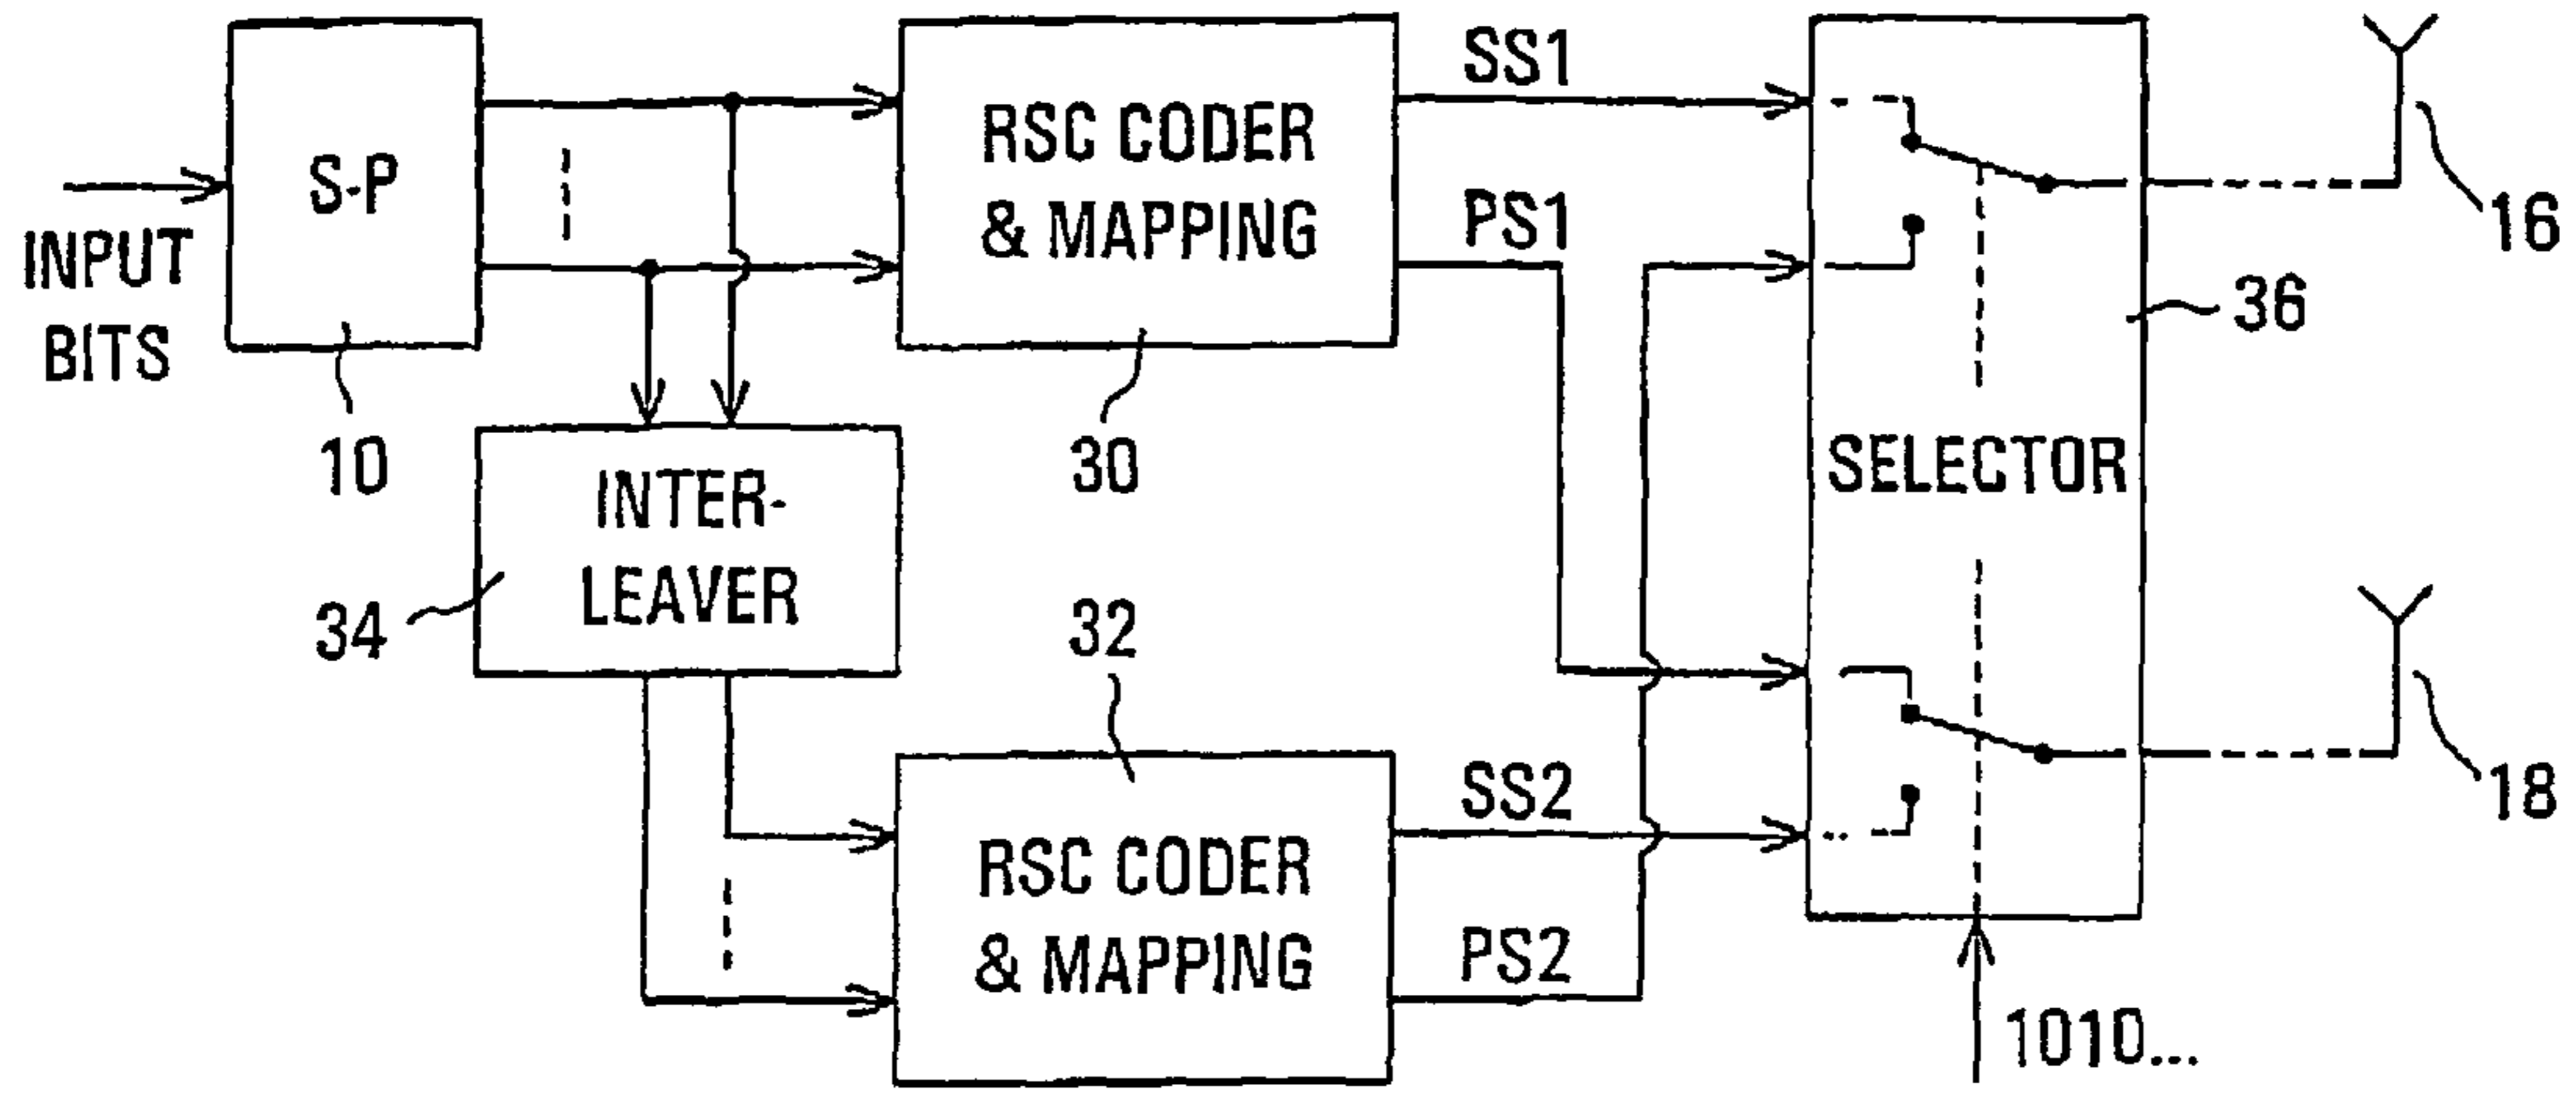 S-P
INPUT
BITS
10
RSC CODER
& MAPPING
30
SS1
PS1
INTER-
LEAVER
34
32
RSC CODER
& MAPPING
SS2
PS2
SELECTOR
36
16
18
1010...